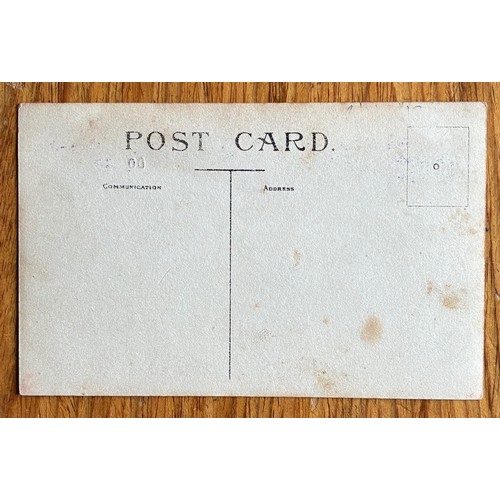 POST CARD.
COMMUNICATION
ADDRESS